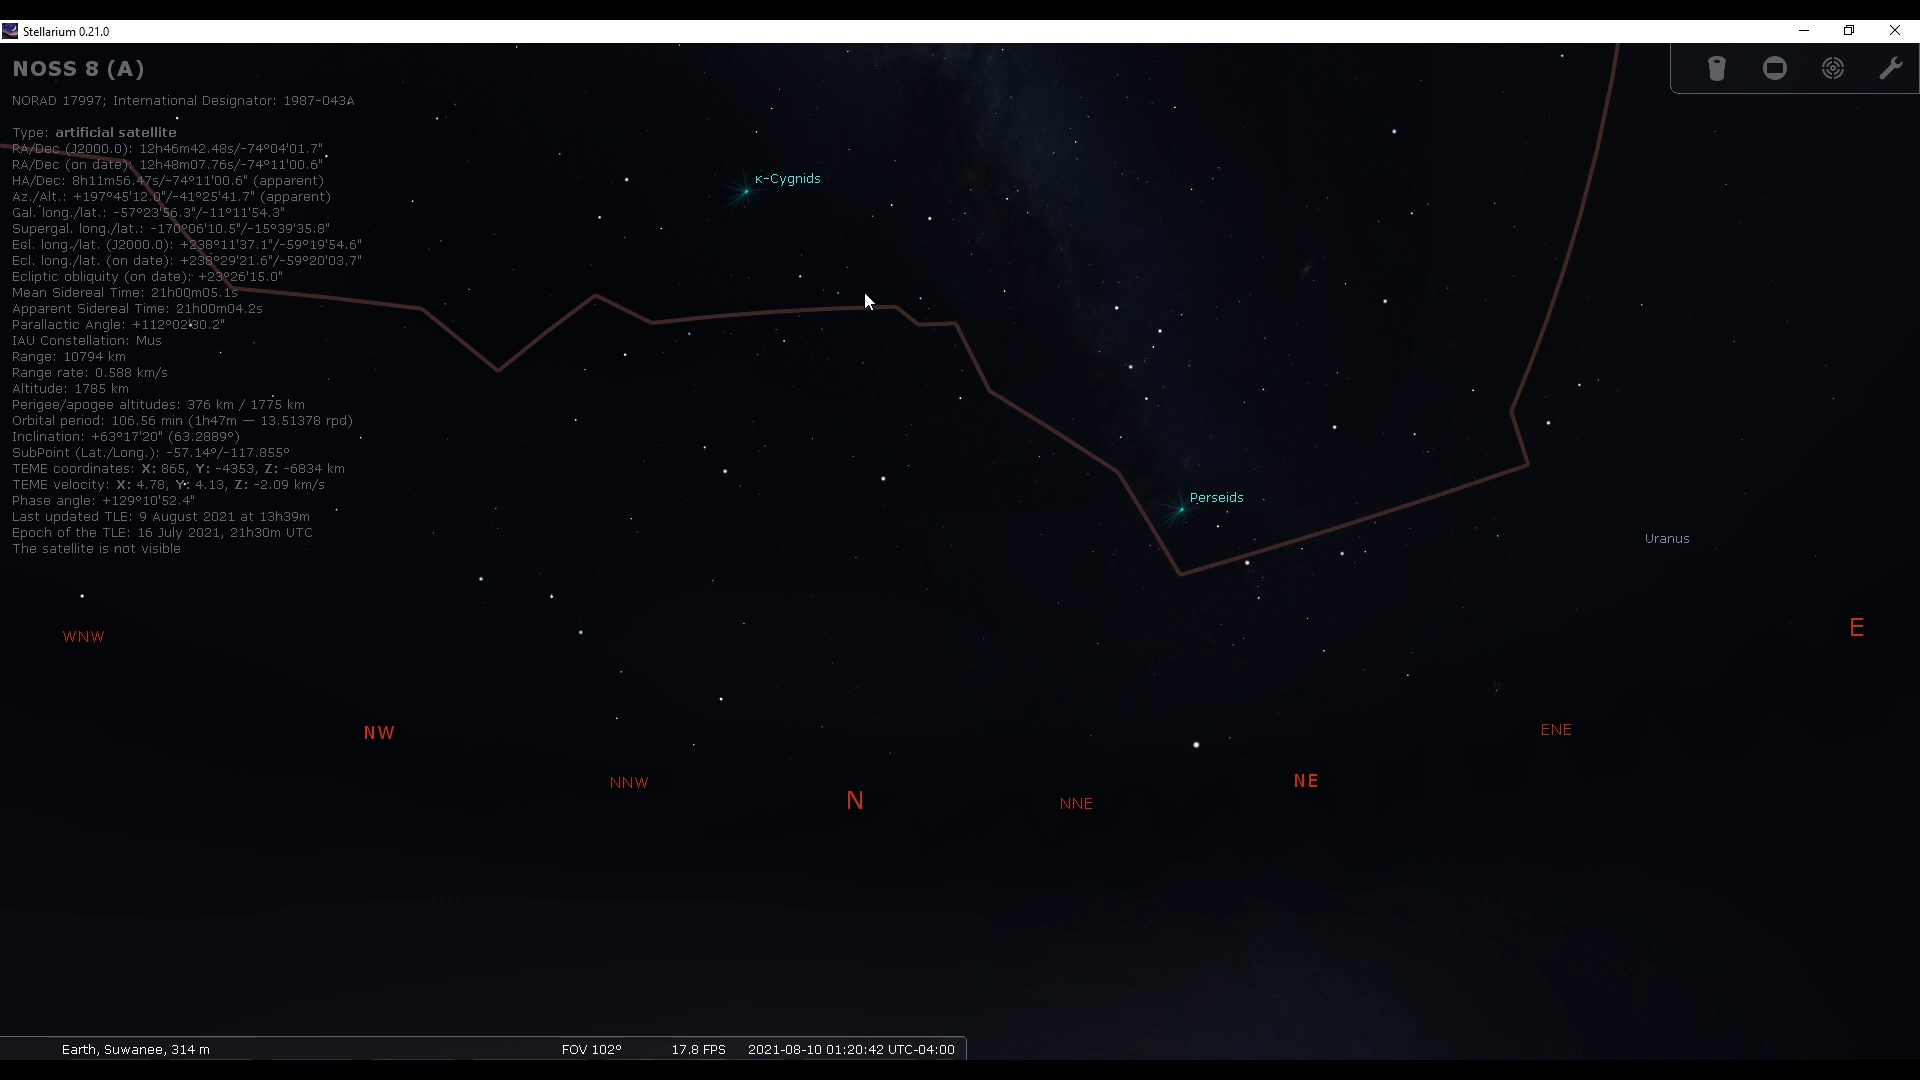 Stellarium 0.21.0
NOSS 8 (A)
NORAD 17997; International Designator: 1987-043A
Type: artificial satellite
RA/Dec (J2000.0): 12h46m42.48s/-74°04'01.7"
RA/Dec (on date): 12h48m07.76s/-74°11'00.6"
HA/Dec: 8h11m56.47s/-74°11'00.6" (apparent)
Az./Alt.: +197°45'12.0"/-41°25'41.7" (apparent)
Gal. long./lat.: -57°23'56.3"/-11°11'54.3"
Supergal. long./lat.: -170°06'10.5"/-15°39'35.8"
Ecl. long./lat. (J2000.0): +238°11'37.1"/-59°19'54.6"
Ecl. long./lat. (on date): +238°29'21.6"/-59°20'03.7"
Ecliptic obliquity (on date): +23°26'15.0"
Mean Sidereal Time: 21h00m05.1s
Apparent Sidereal Time: 21h00m04.2s
Parallactic Angle: +112°02'30.2"
IAU Constellation: Mus
Range: 10794 km
Range rate: 0.588 km/s
Altitude: 1785 km
Perigee/apogee altitudes: 376 km / 1775 km
Orbital period: 106.56 min (1h47m — 13.51378 rpd)
Inclination: +63°17'20" (63.2889°)
SubPoint (Lat./Long.): -57.14°/-117.855°
TEME coordinates: X: 865, Y: -4353, Z: -6834 km
TEME velocity: X: 4.78, Y: 4.13, Z: -2.09 km/s
Phase angle: +129°10'52.4"
Last updated TLE: 9 August 2021 at 13h39m
Epoch of the TLE: 16 July 2021, 21h30m UTC
The satellite is not visible
κ-Cygnids
Perseids
Uranus
WNW
NW
NNW
N
NNE
NE
ENE
E
Earth, Suwanee, 314 m
FOV 102°
17.8 FPS
2021-08-10 01:20:42 UTC-04:00